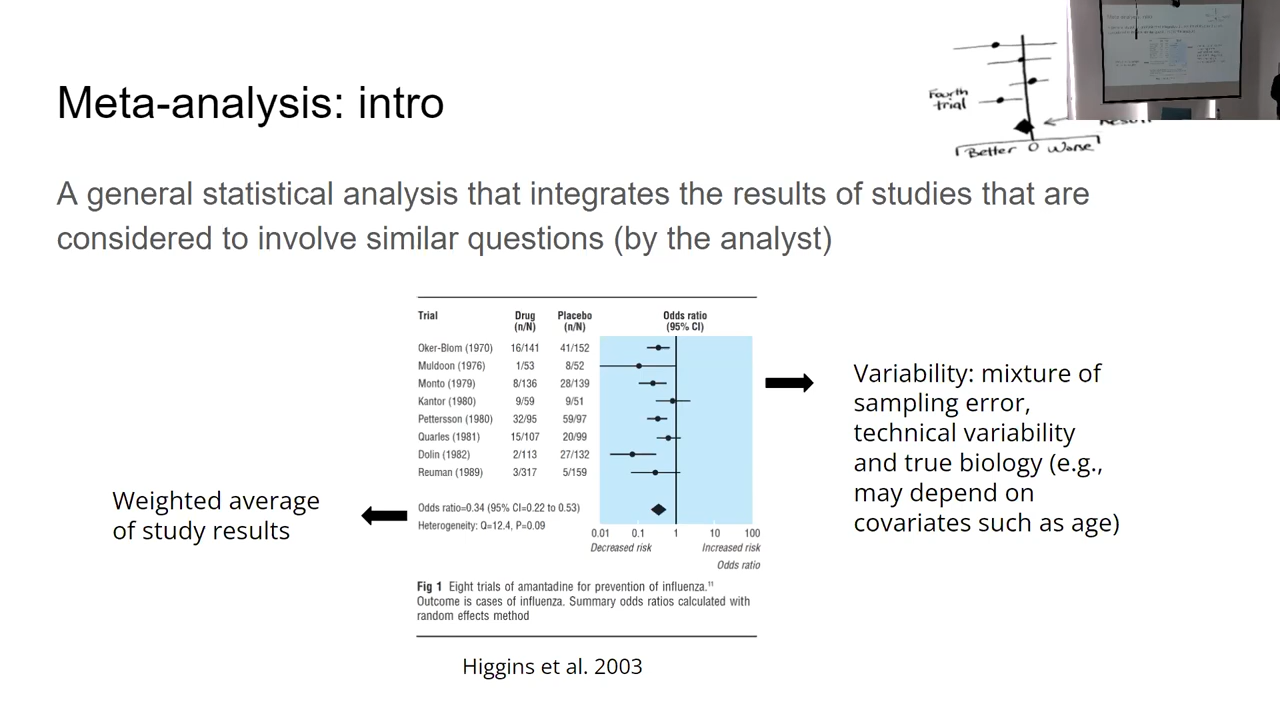 Meta-analysis: intro
Fourth
trial
Better 0 Worse
A general statistical analysis that integrates the results of studies that are
considered to involve similar questions (by the analyst)
Trial Drug (n/N) Placebo (n/N) Odds ratio (95% CI)
Oker-Blom (1970) 16/141 41/152
Muldoon (1976) 1/53 8/52
Monto (1979) 8/136 28/139
Kantor (1980) 9/59 9/51
Pettersson (1980) 32/95 59/97
Quarles (1981) 15/107 20/99
Dolin (1982) 2/113 27/132
Reuman (1989) 3/317 5/159
Odds ratio=0.34 (95% CI=0.22 to 0.53)
Heterogeneity: Q=12.4, P=0.09
0.01 0.1 1 10 100
Decreased risk Increased risk
Odds ratio
Fig 1 Eight trials of amantadine for prevention of influenza.11
Outcome is cases of influenza. Summary odds ratios calculated with
random effects method
Higgins et al. 2003
Weighted average
of study results
Variability: mixture of
sampling error,
technical variability
and true biology (e.g.,
may depend on
covariates such as age)